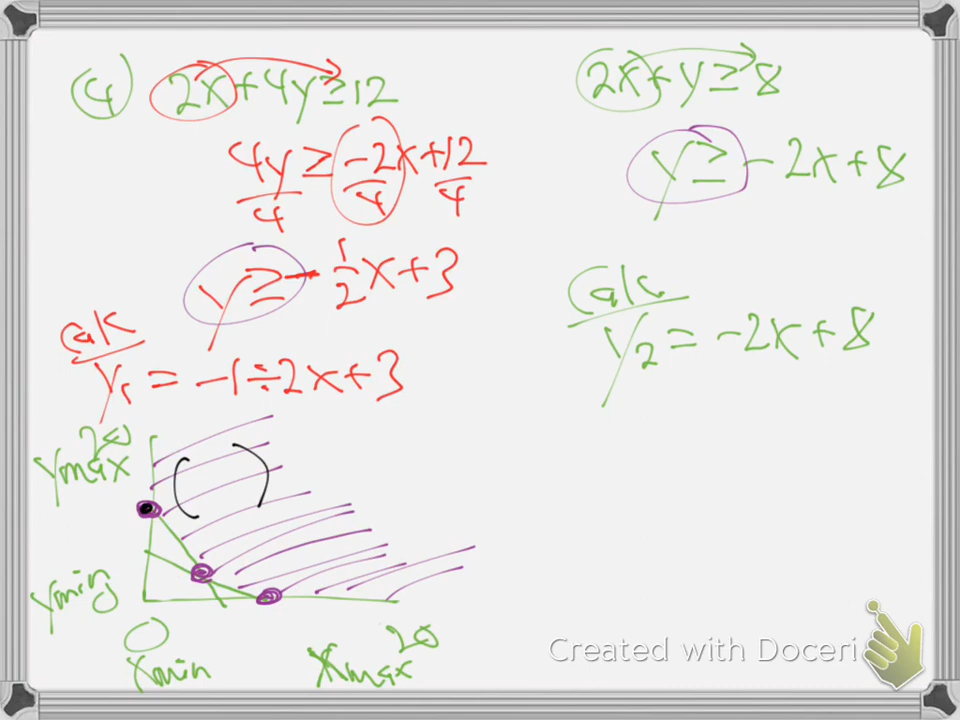 (4) 2x+4y≥12
4y/4 ≥ -2x/4 + 12/4
y ≥ - 1/2 x + 3
Calc
Y1 = -1÷2x+3
2x+y≥8
y ≥ -2x+8
Calc
Y2 = -2x+8
Ymax 20
( )
Ymin
0
Xmin
Xmax 20
Created with Doceri